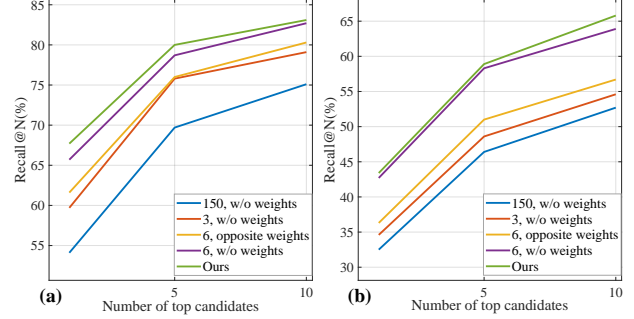 85
80
75
70
65
60
55
Recall@N(%)
150, w/o weights
3, w/o weights
6, opposite weights
6, w/o weights
Ours
5
10
(a)
Number of top candidates
65
60
55
50
45
40
35
30
Recall@N(%)
150, w/o weights
3, w/o weights
6, opposite weights
6, w/o weights
Ours
5
10
(b)
Number of top candidates